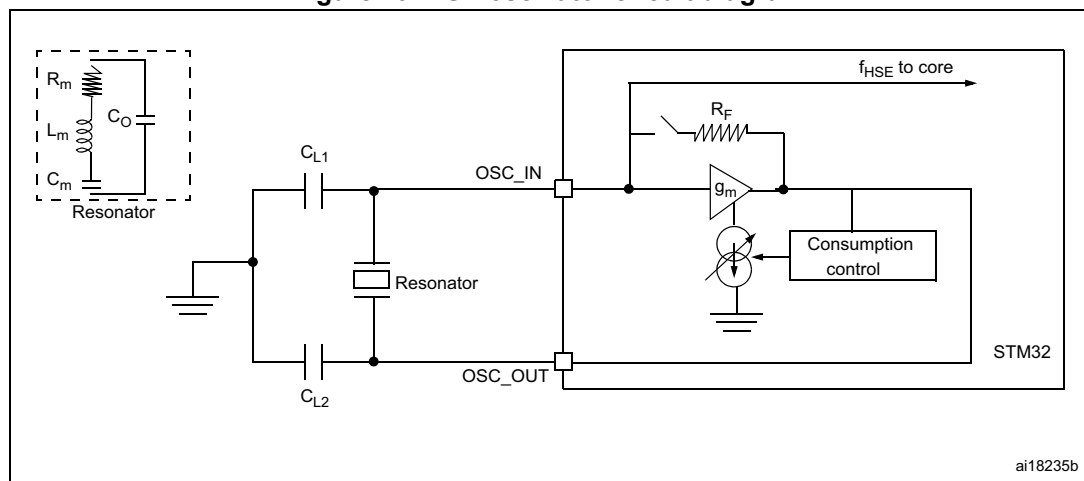 R_m
L_m
C_O
C_m
Resonator
C_L1
C_L2
Resonator
OSC_IN
OSC_OUT
f_HSE to core
R_F
g_m
Consumption
control
STM32
ai18235b